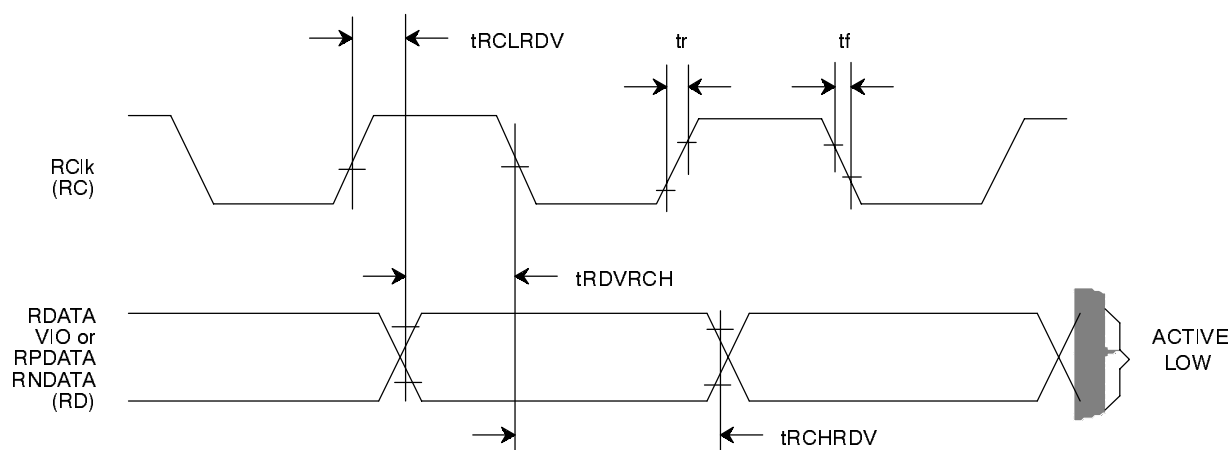 tRCLRDV
tr
tf
RClk
(RC)
tRDVRCH
RDATA
VIO or
RPDATA
RNDATA
(RD)
ACTIVE
LOW
tRCHRDV